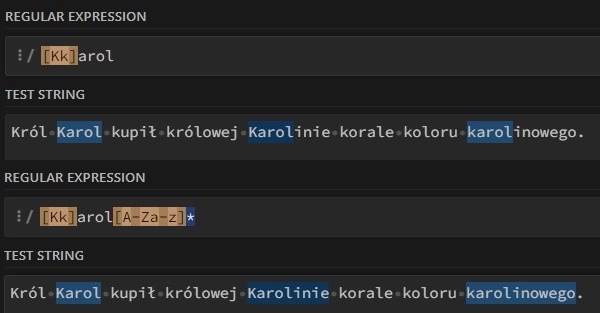 REGULAR EXPRESSION
⋮/ [Kk]arol
TEST STRING
Król·Karol·kupił·królowej·Karolinie·korale·koloru·karolinowego.
REGULAR EXPRESSION
⋮/ [Kk]arol[A-Za-z]*
TEST STRING
Król·Karol·kupił·królowej·Karolinie·korale·koloru·karolinowego.